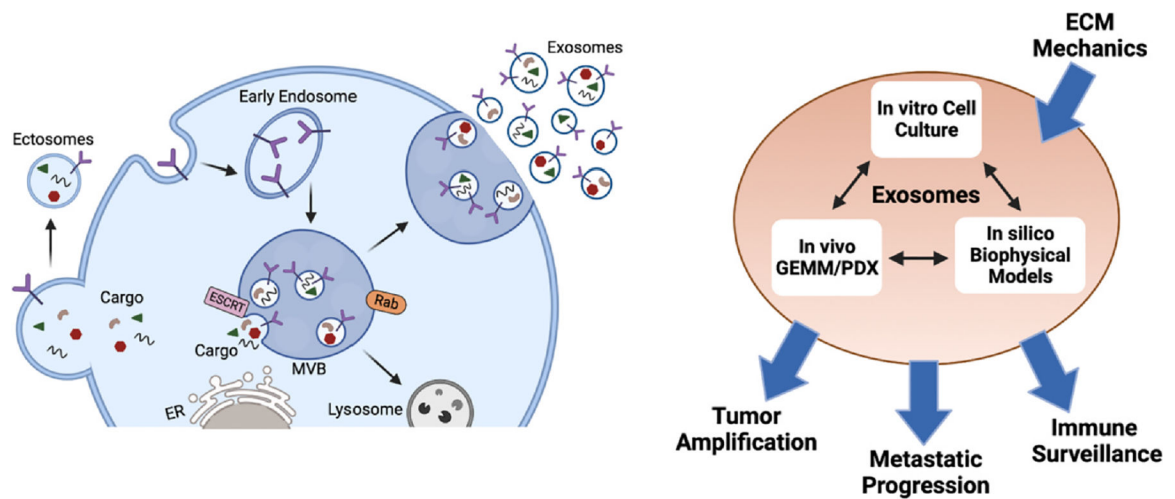 Exosomes
Early Endosome
Ectosomes
Cargo
ESCRT
Rab
Cargo
MVB
ER
Lysosome
ECM
Mechanics
In vitro Cell
Culture
Exosomes
In vivo
GEMM/PDX
In silico
Biophysical
Models
Tumor
Amplification
Metastatic
Progression
Immune
Surveillance